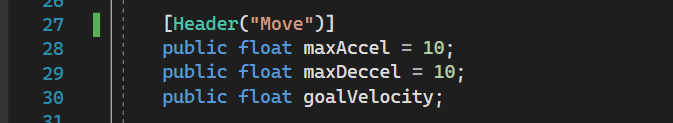 26
27 [Header("Move")]
28 public float maxAccel = 10;
29 public float maxDeccel = 10;
30 public float goalVelocity;
31